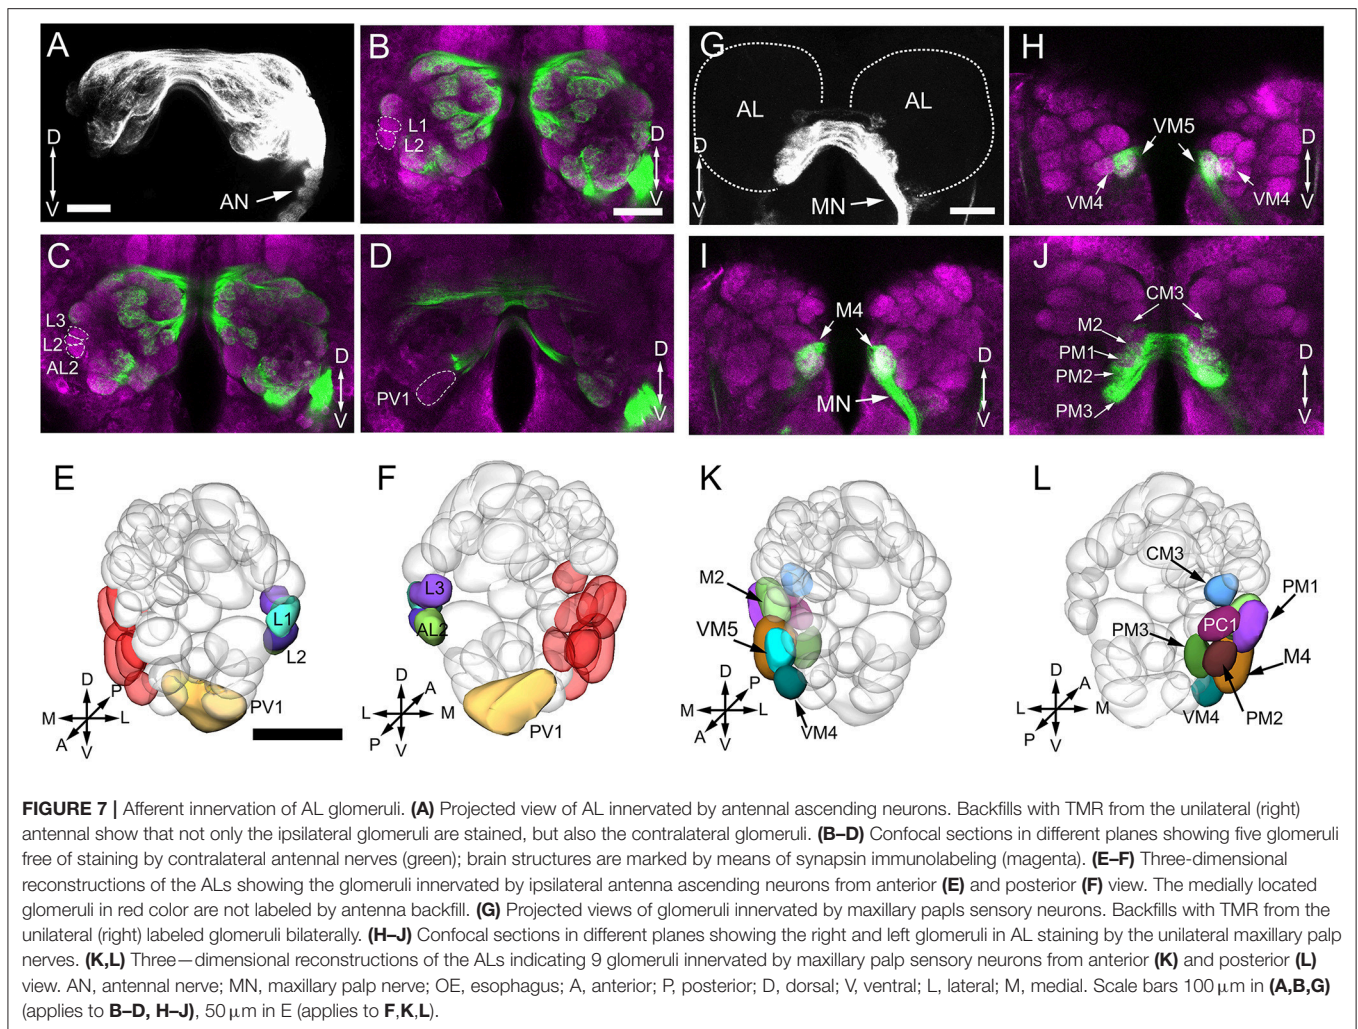 A
D
V
AN
B
L1
L2
D
V
G
AL
AL
D
V
MN
H
VM5
VM4
VM4
D
V
C
L3
L2
AL2
D
V
D
PV1
D
V
I
M4
MN
D
V
J
CM3
M2
PM1
PM2
PM3
D
V
E
L1
L2
PV1
D
P
M
L
A
V
F
L3
AL2
PV1
D
A
L
M
P
V
K
M2
VM5
VM4
D
P
M
L
A
V
L
CM3
PM1
PC1
PM3
M4
VM4
PM2
D
A
L
M
P
V
FIGURE 7 | Afferent innervation of AL glomeruli. (A) Projected view of AL innervated by antennal ascending neurons. Backfills with TMR from the unilateral (right)
antennal show that not only the ipsilateral glomeruli are stained, but also the contralateral glomeruli. (B–D) Confocal sections in different planes showing five glomeruli
free of staining by contralateral antennal nerves (green); brain structures are marked by means of synapsin immunolabeling (magenta). (E–F) Three-dimensional
reconstructions of the ALs showing the glomeruli innervated by ipsilateral antenna ascending neurons from anterior (E) and posterior (F) view. The medially located
glomeruli in red color are not labeled by antenna backfill. (G) Projected views of glomeruli innervated by maxillary papls sensory neurons. Backfills with TMR from the
unilateral (right) labeled glomeruli bilaterally. (H–J) Confocal sections in different planes showing the right and left glomeruli in AL staining by the unilateral maxillary palp
nerves. (K,L) Three—dimensional reconstructions of the ALs indicating 9 glomeruli innervated by maxillary palp sensory neurons from anterior (K) and posterior (L)
view. AN, antennal nerve; MN, maxillary palp nerve; OE, esophagus; A, anterior; P, posterior; D, dorsal; V, ventral; L, lateral; M, medial. Scale bars 100 μm in (A,B,G)
(applies to B–D, H–J), 50 μm in E (applies to F,K,L).